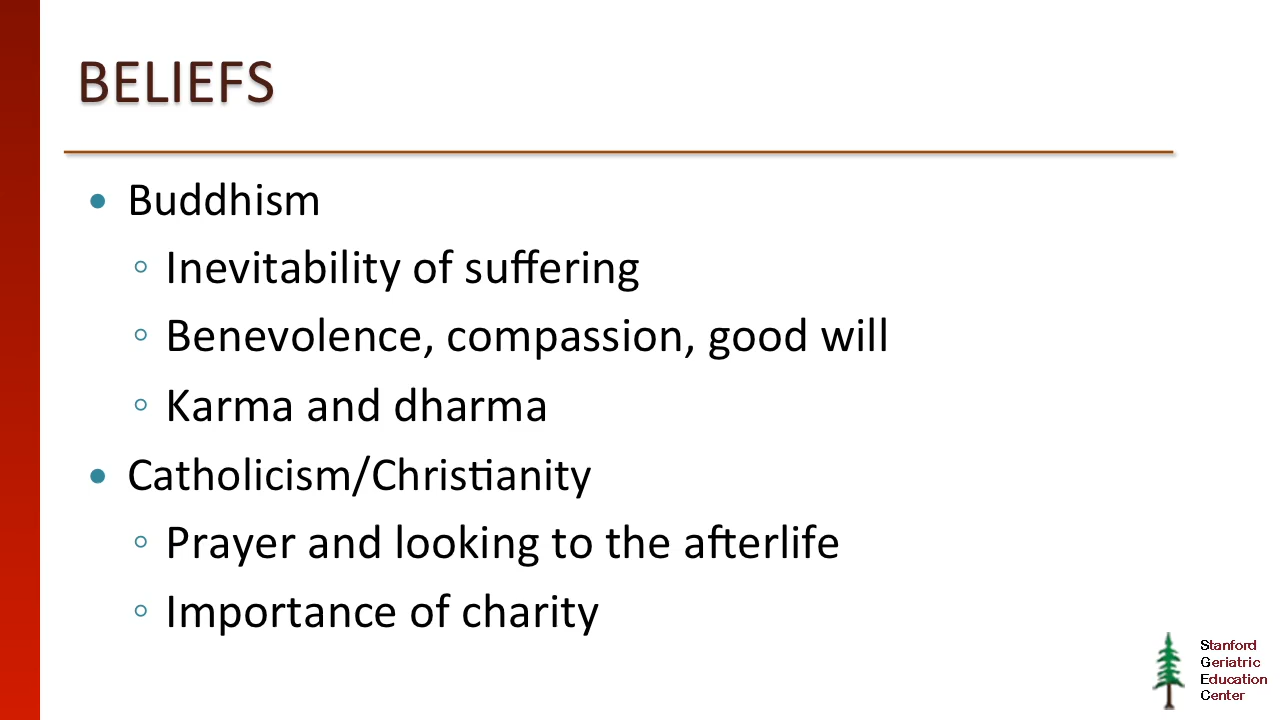 BELIEFS
• Buddhism
◦ Inevitability of suffering
◦ Benevolence, compassion, good will
◦ Karma and dharma
• Catholicism/Christianity
◦ Prayer and looking to the afterlife
◦ Importance of charity
Stanford
Geriatric
Education
Center